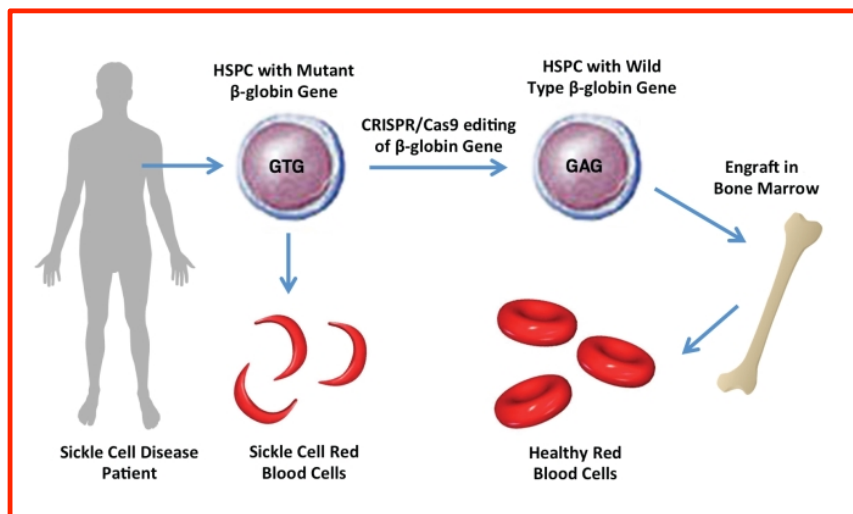 HSPC with Mutant
β-globin Gene
HSPC with Wild
Type β-globin Gene
CRISPR/Cas9 editing
of β-globin Gene
GTG
GAG
Engraft in
Bone Marrow
Sickle Cell Disease
Patient
Sickle Cell Red
Blood Cells
Healthy Red
Blood Cells